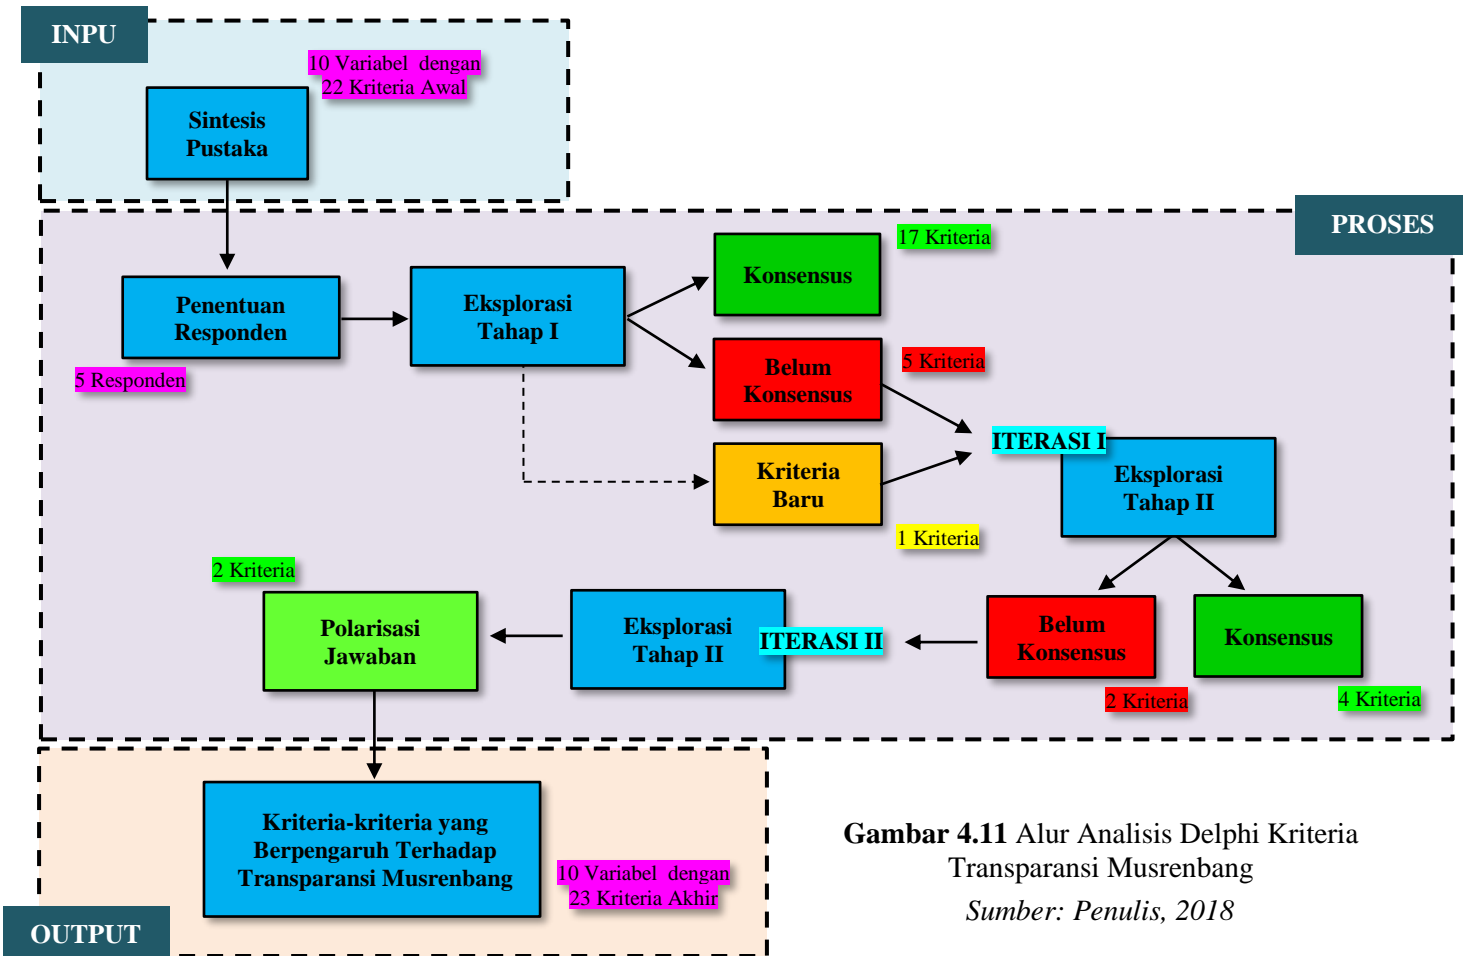 INPU
10 Variabel dengan
22 Kriteria Awal
Sintesis
Pustaka
PROSES
Penentuan
Responden
5 Responden
Eksplorasi
Tahap I
Konsensus
17 Kriteria
Belum
Konsensus
5 Kriteria
Kriteria
Baru
1 Kriteria
ITERASI I
Eksplorasi
Tahap II
Belum
Konsensus
2 Kriteria
Konsensus
4 Kriteria
ITERASI II
Eksplorasi
Tahap II
2 Kriteria
Polarisasi
Jawaban
Kriteria-kriteria yang
Berpengaruh Terhadap
Transparansi Musrenbang
10 Variabel dengan
23 Kriteria Akhir
OUTPUT
Gambar 4.11 Alur Analisis Delphi Kriteria
Transparansi Musrenbang
Sumber: Penulis, 2018